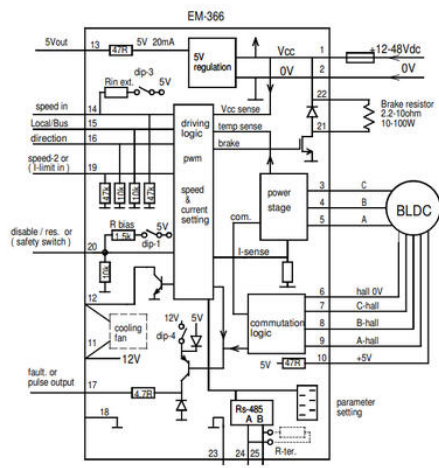 EM-366
5Vout
13
47R
5V 20mA
5V
regulation
Vcc
1
+12-48Vdc
0V
2
0V
Rin ext.
dip-3
5V
speed in
14
Local/Bus
15
direction
16
speed-2 or
( I-limit in )
19
47k
10k
10k
47k
driving
logic
pwm
speed
&
current
setting
Vcc sense
temp sense
brake
22
21
Brake resistor
2.2-10ohm
10-100W
power
stage
3
C
4
B
5
A
BLDC
com.
I-sense
disable / res. or
( safety switch )
20
R bias
1.5k
5V
dip-1
10k
12
cooling
fan
11
12V
12V
5V
dip-4
commutation
logic
6
hall 0V
7
C-hall
8
B-hall
9
A-hall
5V
47R
10
+5V
fault. or
pulse output
17
4.7R
18
Rs-485
A B
parameter
setting
23
24
25
R-ter.